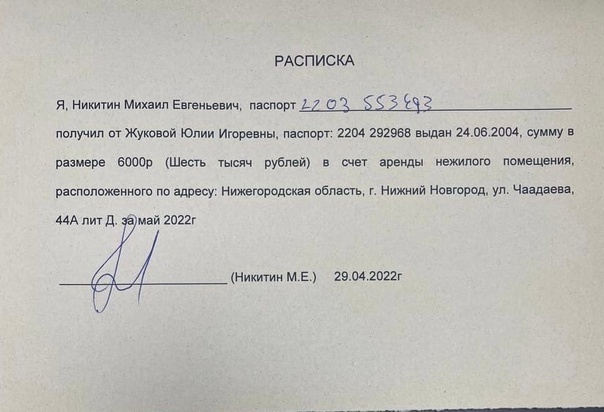 РАСПИСКА
Я, Никитин Михаил Евгеньевич, паспорт 2203 553493
получил от Жуковой Юлии Игоревны, паспорт: 2204 292968 выдан 24.06.2004, сумму в
размере 6000р (Шесть тысяч рублей) в счет аренды нежилого помещения,
расположенного по адресу: Нижегородская область, г. Нижний Новгород, ул. Чаадаева,
44А лит Д. за май 2022г
(Никитин М.Е.) 29.04.2022г